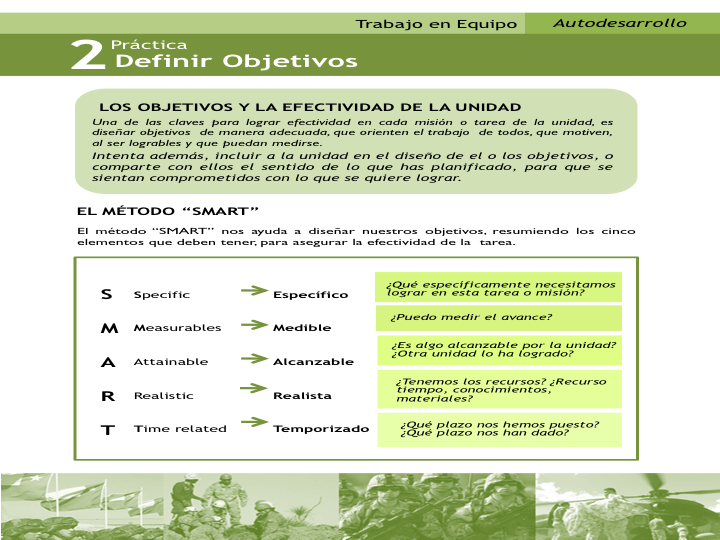 Trabajo en Equipo Autodesarrollo
2 Práctica
Definir Objetivos
LOS OBJETIVOS Y LA EFECTIVIDAD DE LA UNIDAD
Una de las claves para lograr efectividad en cada misión o tarea de la unidad, es
diseñar objetivos de manera adecuada, que orienten el trabajo de todos, que motiven,
al ser logrables y que puedan medirse.
Intenta además, incluir a la unidad en el diseño de el o los objetivos, o
comparte con ellos el sentido de lo que has planificado, para que se
sientan comprometidos con lo que se quiere lograr.
EL MÉTODO “SMART”
El método “SMART” nos ayuda a diseñar nuestros objetivos, resumiendo los cinco
elementos que deben tener, para asegurar la efectividad de la tarea.
S Specific Específico ¿Qué específicamente necesitamos
lograr en esta tarea o misión?
M Measurables Medible ¿Puedo medir el avance?
A Attainable Alcanzable ¿Es algo alcanzable por la unidad?
¿Otra unidad lo ha logrado?
R Realistic Realista ¿Tenemos los recursos? ¿Recurso
tiempo, conocimientos,
materiales?
T Time related Temporizado ¿Qué plazo nos hemos puesto?
¿Qué plazo nos han dado?